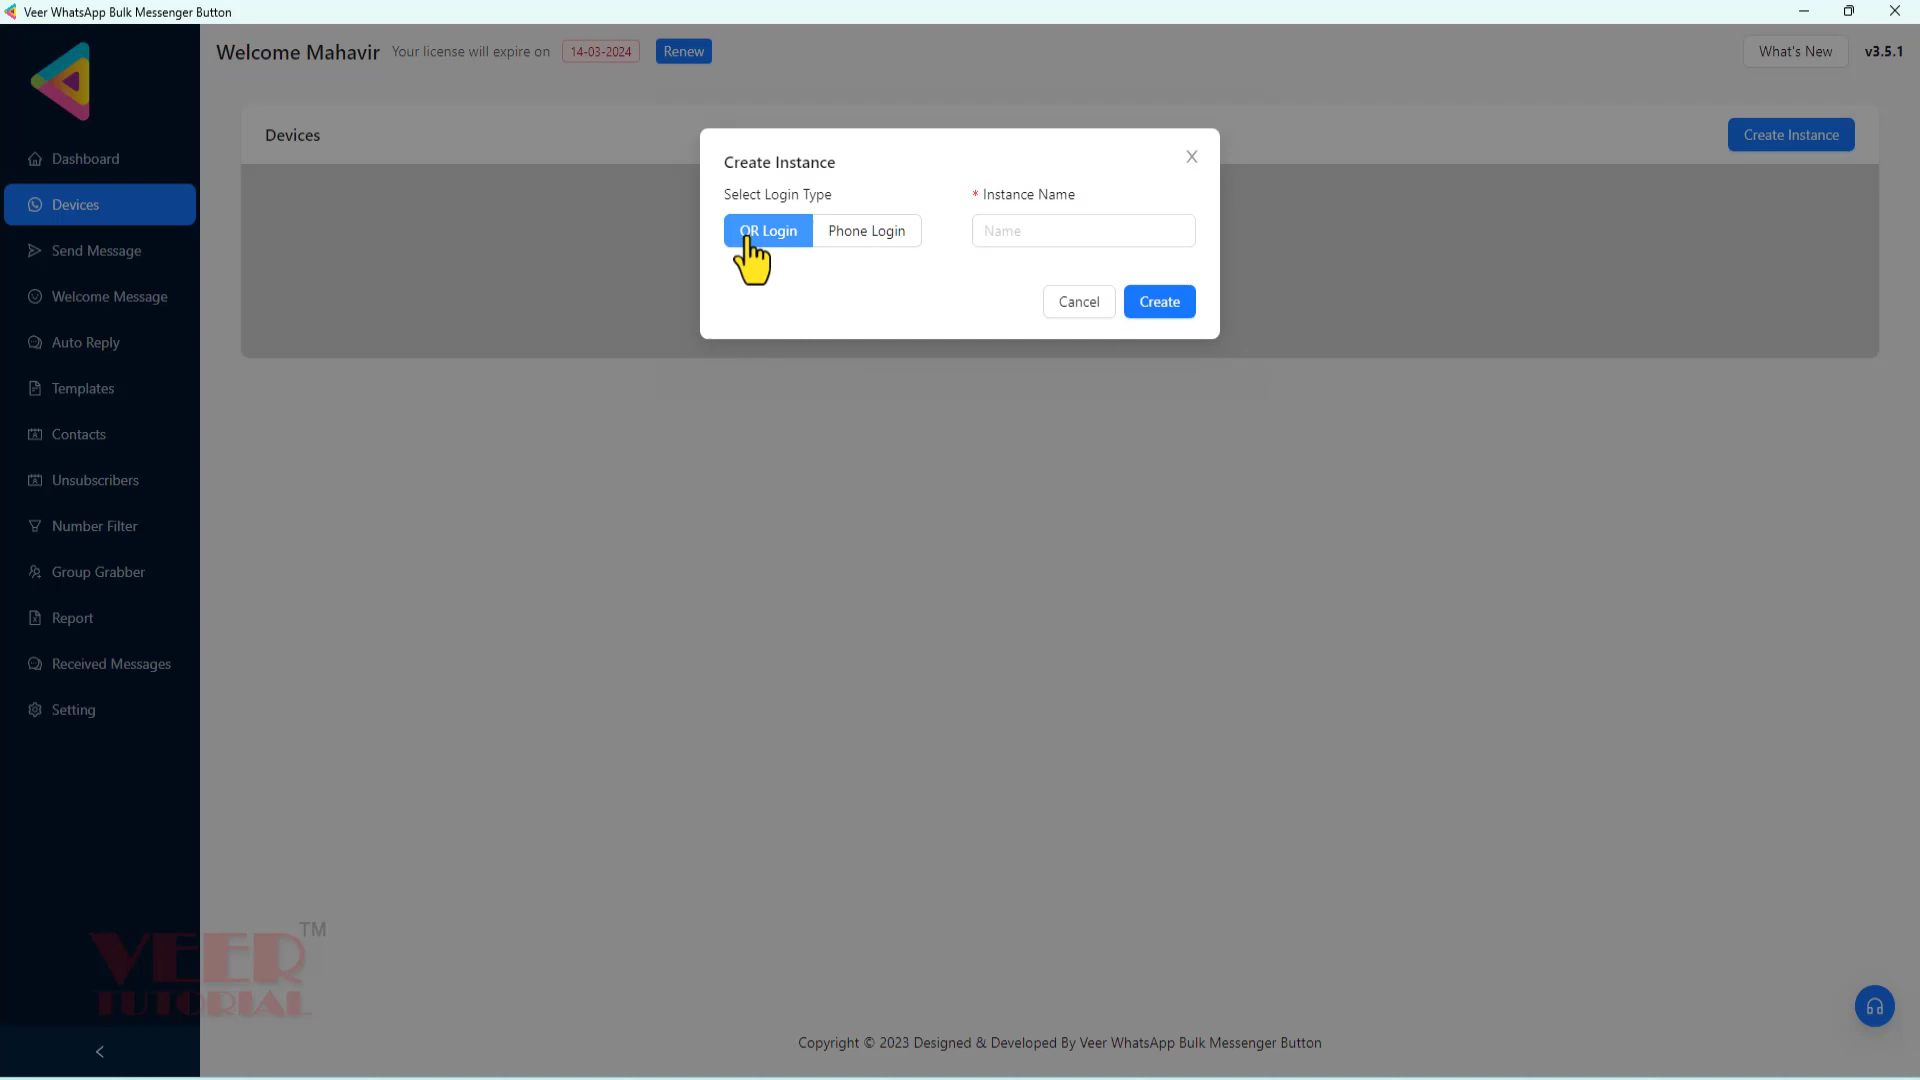 Veer WhatsApp Bulk Messenger Button
Welcome Mahavir Your license will expire on 14-03-2024 Renew What's New v3.5.1
Devices Create Instance
Create Instance
Select Login Type * Instance Name
QR Login Phone Login Name
Cancel Create
Dashboard
Devices
Send Message
Welcome Message
Auto Reply
Templates
Contacts
Unsubscribers
Number Filter
Group Grabber
Report
Received Messages
Setting
VEER TM
TUTORIAL
Copyright © 2023 Designed & Developed By Veer WhatsApp Bulk Messenger Button